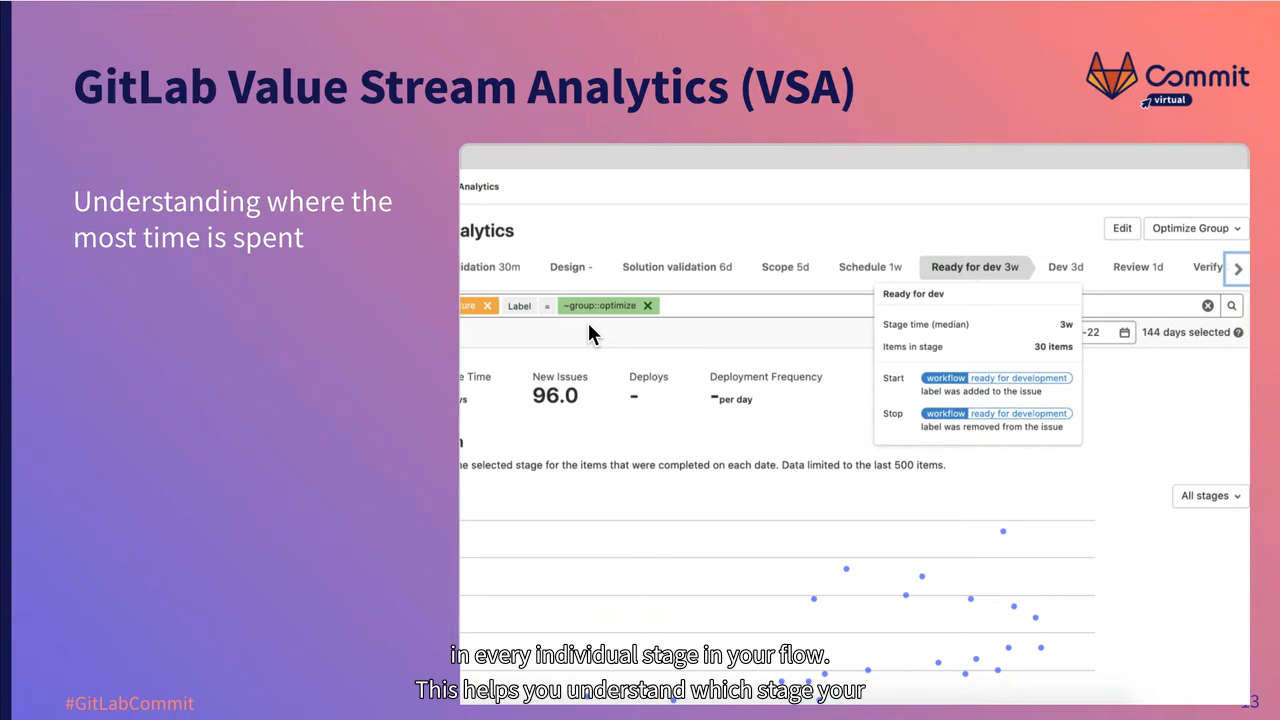 GitLab Value Stream Analytics (VSA)
Commit
virtual
Understanding where the
most time is spent
Analytics
alytics
Edit
Optimize Group
idation 30m
Design -
Solution validation 6d
Scope 5d
Schedule 1w
Ready for dev 3w
Dev 3d
Review 1d
Verify
ure
Label
=
~group::optimize
Ready for dev
Stage time (median) 3w
Items in stage 30 items
Start workflow ready for development
label was added to the issue
Stop workflow ready for development
label was removed from the issue
-22
144 days selected
e Time
New Issues
Deploys
Deployment Frequency
ys
96.0
-
- per day
n
ne selected stage for the items that were completed on each date. Data limited to the last 500 items.
All stages
in every individual stage in your flow.
This helps you understand which stage your
#GitLabCommit
13